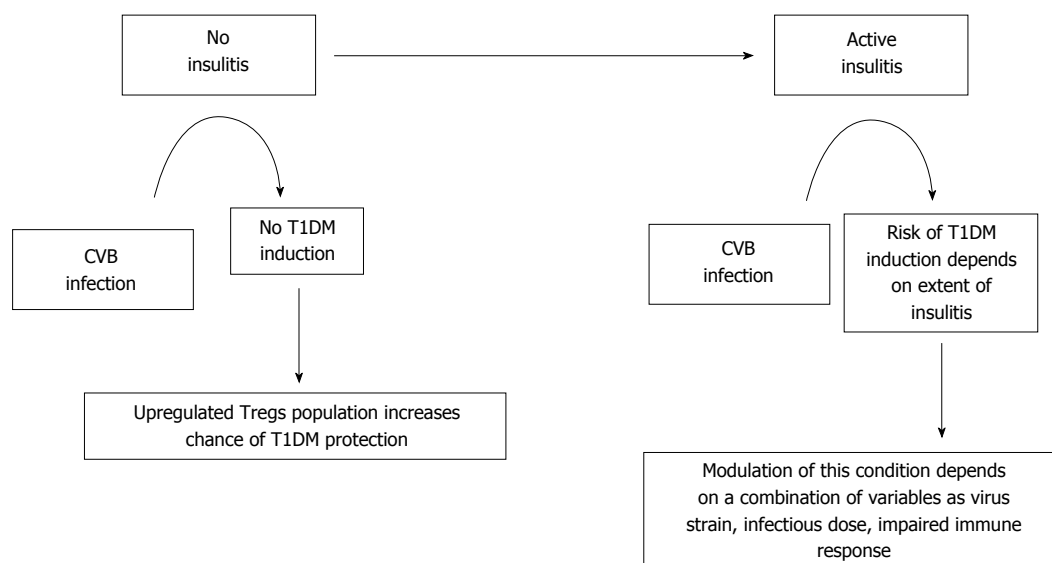 No
insulitis
Active
insulitis
CVB
infection
No T1DM
induction
CVB
infection
Risk of T1DM
induction depends
on extent of
insulitis
Upregulated Tregs population increases
chance of T1DM protection
Modulation of this condition depends
on a combination of variables as virus
strain, infectious dose, impaired immune
response